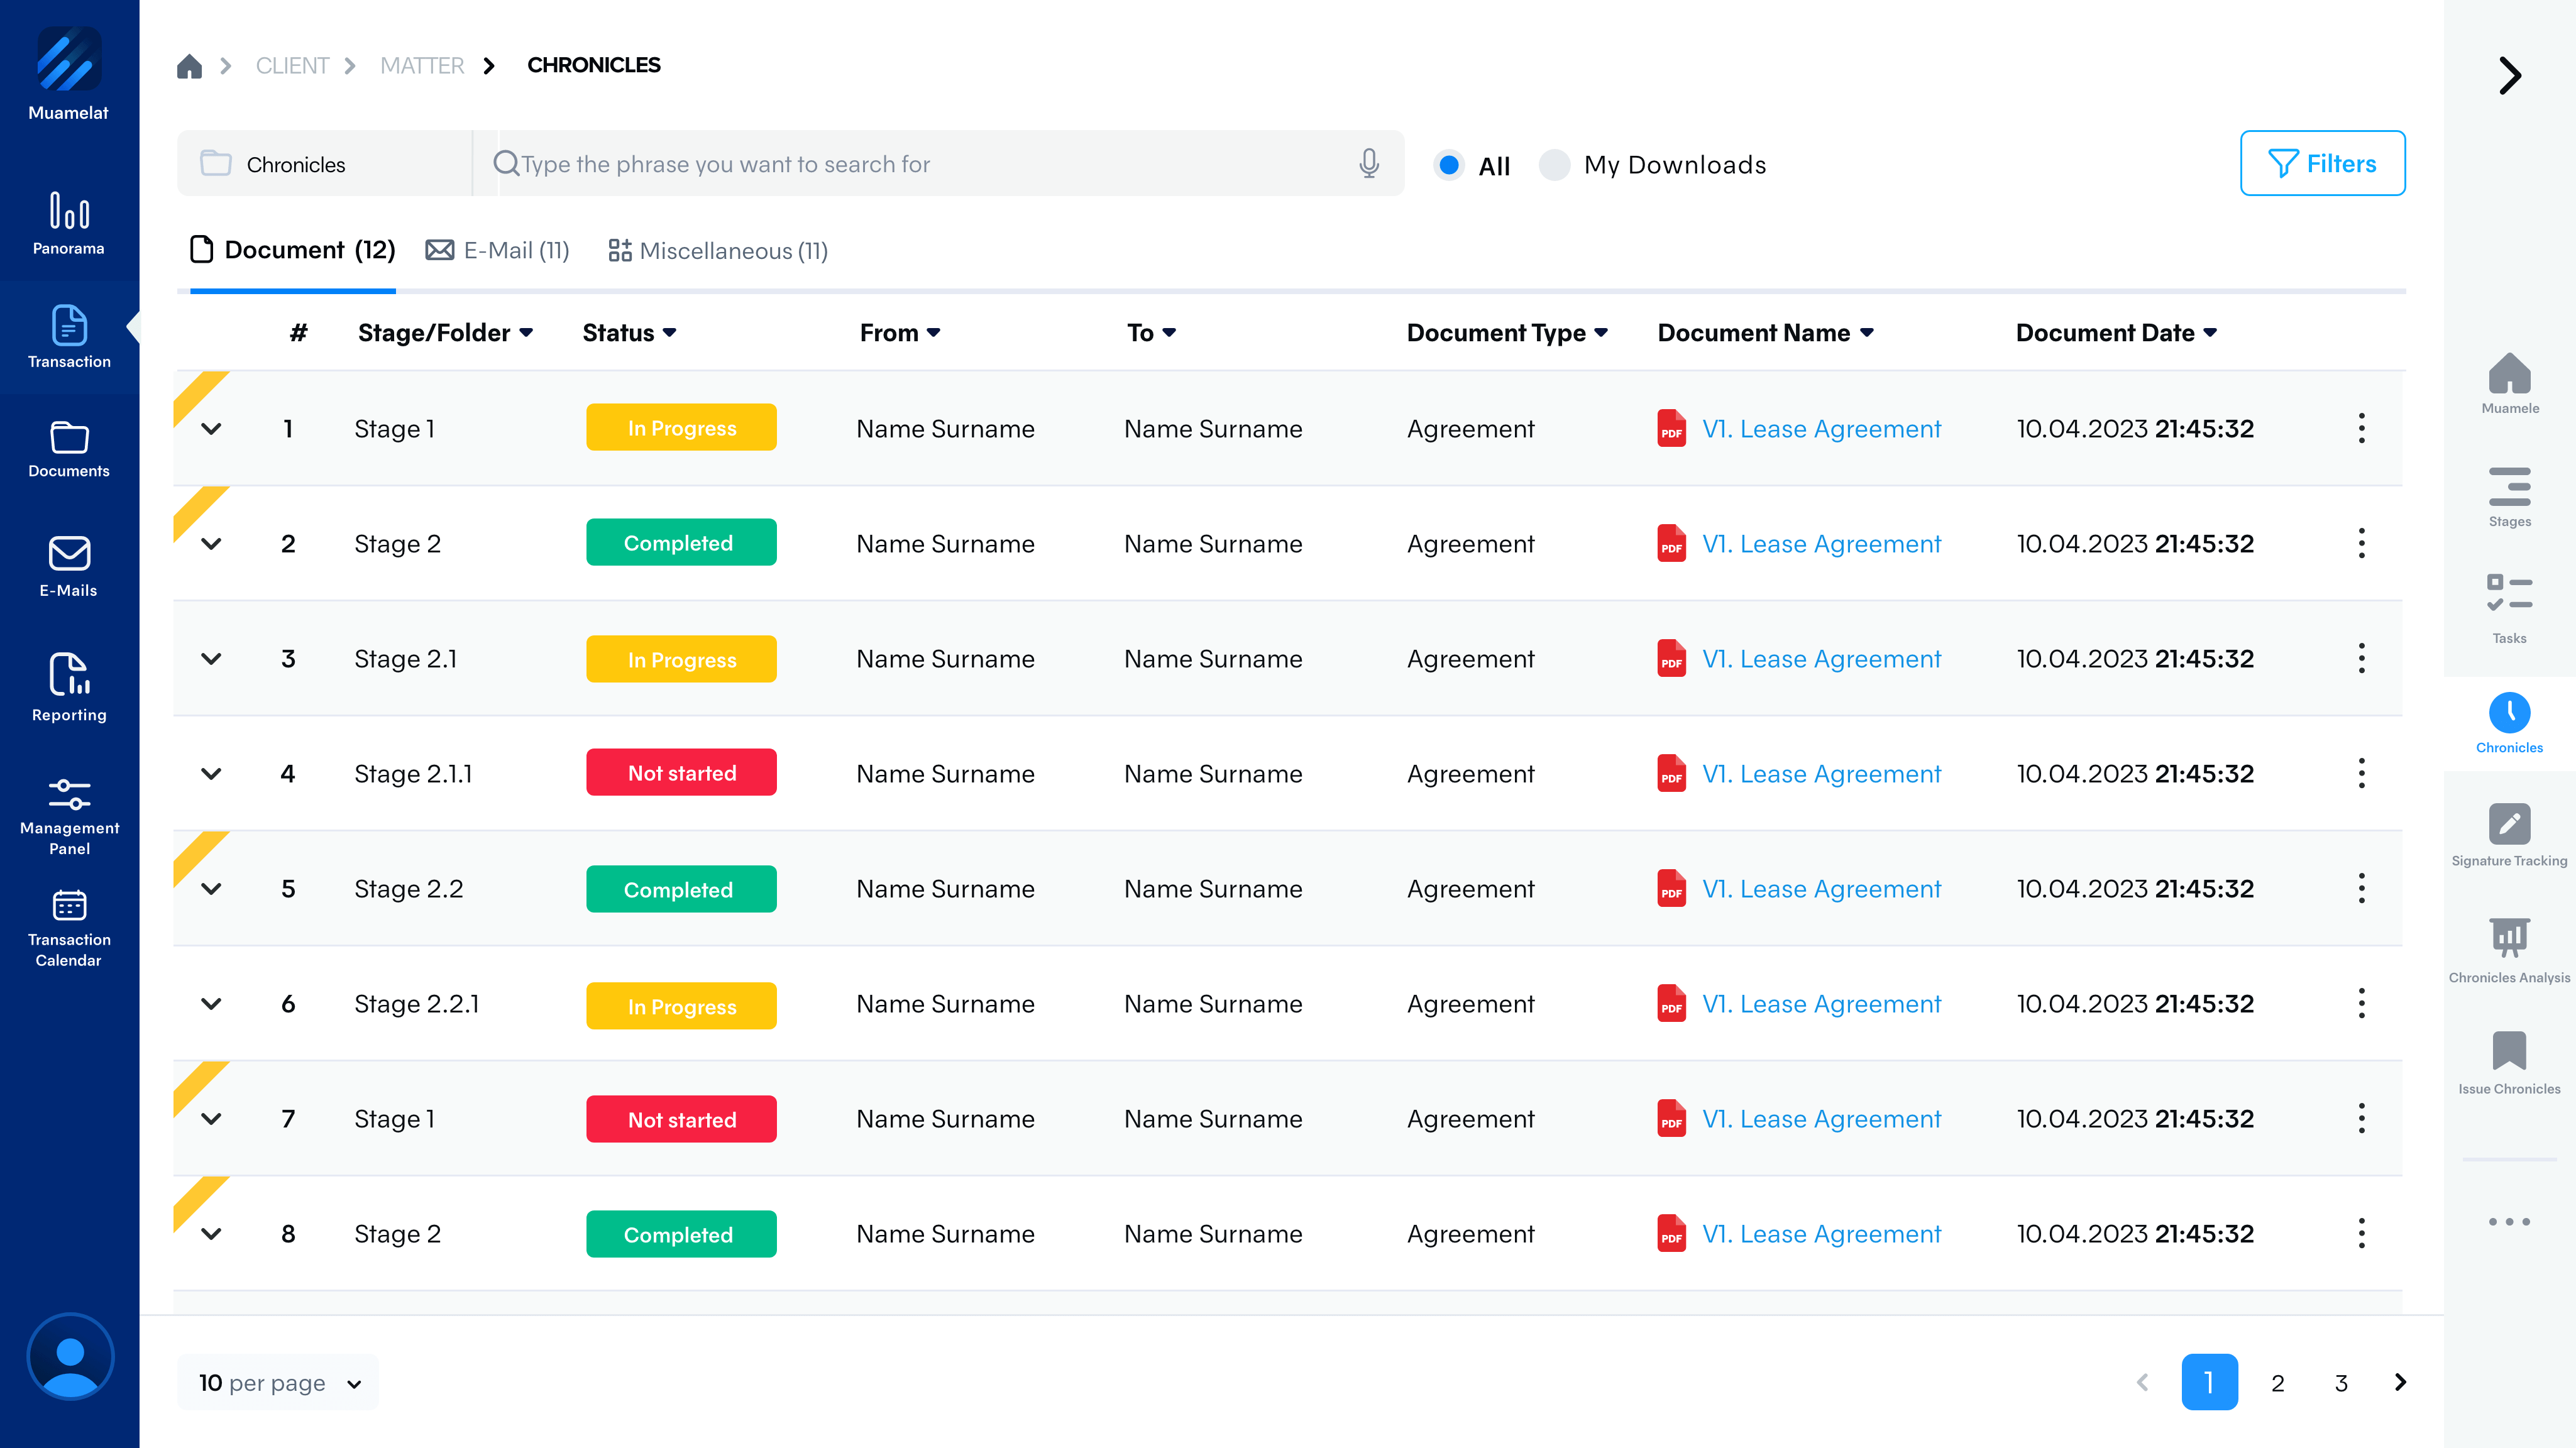 Muamelat
Panorama
Transaction
Documents
E-Mails
Reporting
Management
Panel
Transaction
Calendar
CLIENT MATTER CHRONICLES
Chronicles Type the phrase you want to search for All My Downloads Filters
Document (12) E-Mail (11) Miscellaneous (11)
# Stage/Folder Status From To Document Type Document Name Document Date
1 Stage 1 In Progress Name Surname Name Surname Agreement PDF V1. Lease Agreement 10.04.2023 21:45:32
2 Stage 2 Completed Name Surname Name Surname Agreement PDF V1. Lease Agreement 10.04.2023 21:45:32
3 Stage 2.1 In Progress Name Surname Name Surname Agreement PDF V1. Lease Agreement 10.04.2023 21:45:32
4 Stage 2.1.1 Not started Name Surname Name Surname Agreement PDF V1. Lease Agreement 10.04.2023 21:45:32
5 Stage 2.2 Completed Name Surname Name Surname Agreement PDF V1. Lease Agreement 10.04.2023 21:45:32
6 Stage 2.2.1 In Progress Name Surname Name Surname Agreement PDF V1. Lease Agreement 10.04.2023 21:45:32
7 Stage 1 Not started Name Surname Name Surname Agreement PDF V1. Lease Agreement 10.04.2023 21:45:32
8 Stage 2 Completed Name Surname Name Surname Agreement PDF V1. Lease Agreement 10.04.2023 21:45:32
10 per page 1 2 3
Muamele
Stages
Tasks
Chronicles
Signature Tracking
Chronicles Analysis
Issue Chronicles